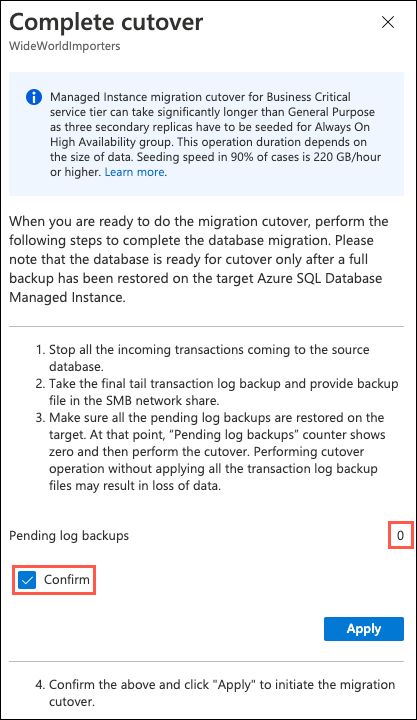 Complete cutover
WideWorldImporters
Managed Instance migration cutover for Business Critical
service tier can take significantly longer than General Purpose
as three secondary replicas have to be seeded for Always On
High Availability group. This operation duration depends on
the size of data. Seeding speed in 90% of cases is 220 GB/hour
or higher. Learn more.
When you are ready to do the migration cutover, perform the
following steps to complete the database migration. Please
note that the database is ready for cutover only after a full
backup has been restored on the target Azure SQL Database
Managed Instance.
1. Stop all the incoming transactions coming to the source
database.
2. Take the final tail transaction log backup and provide backup
file in the SMB network share.
3. Make sure all the pending log backups are restored on the
target. At that point, “Pending log backups” counter shows
zero and then perform the cutover. Performing cutover
operation without applying all the transaction log backup
files may result in loss of data.
Pending log backups 0
Confirm
Apply
4. Confirm the above and click "Apply" to initiate the migration
cutover.